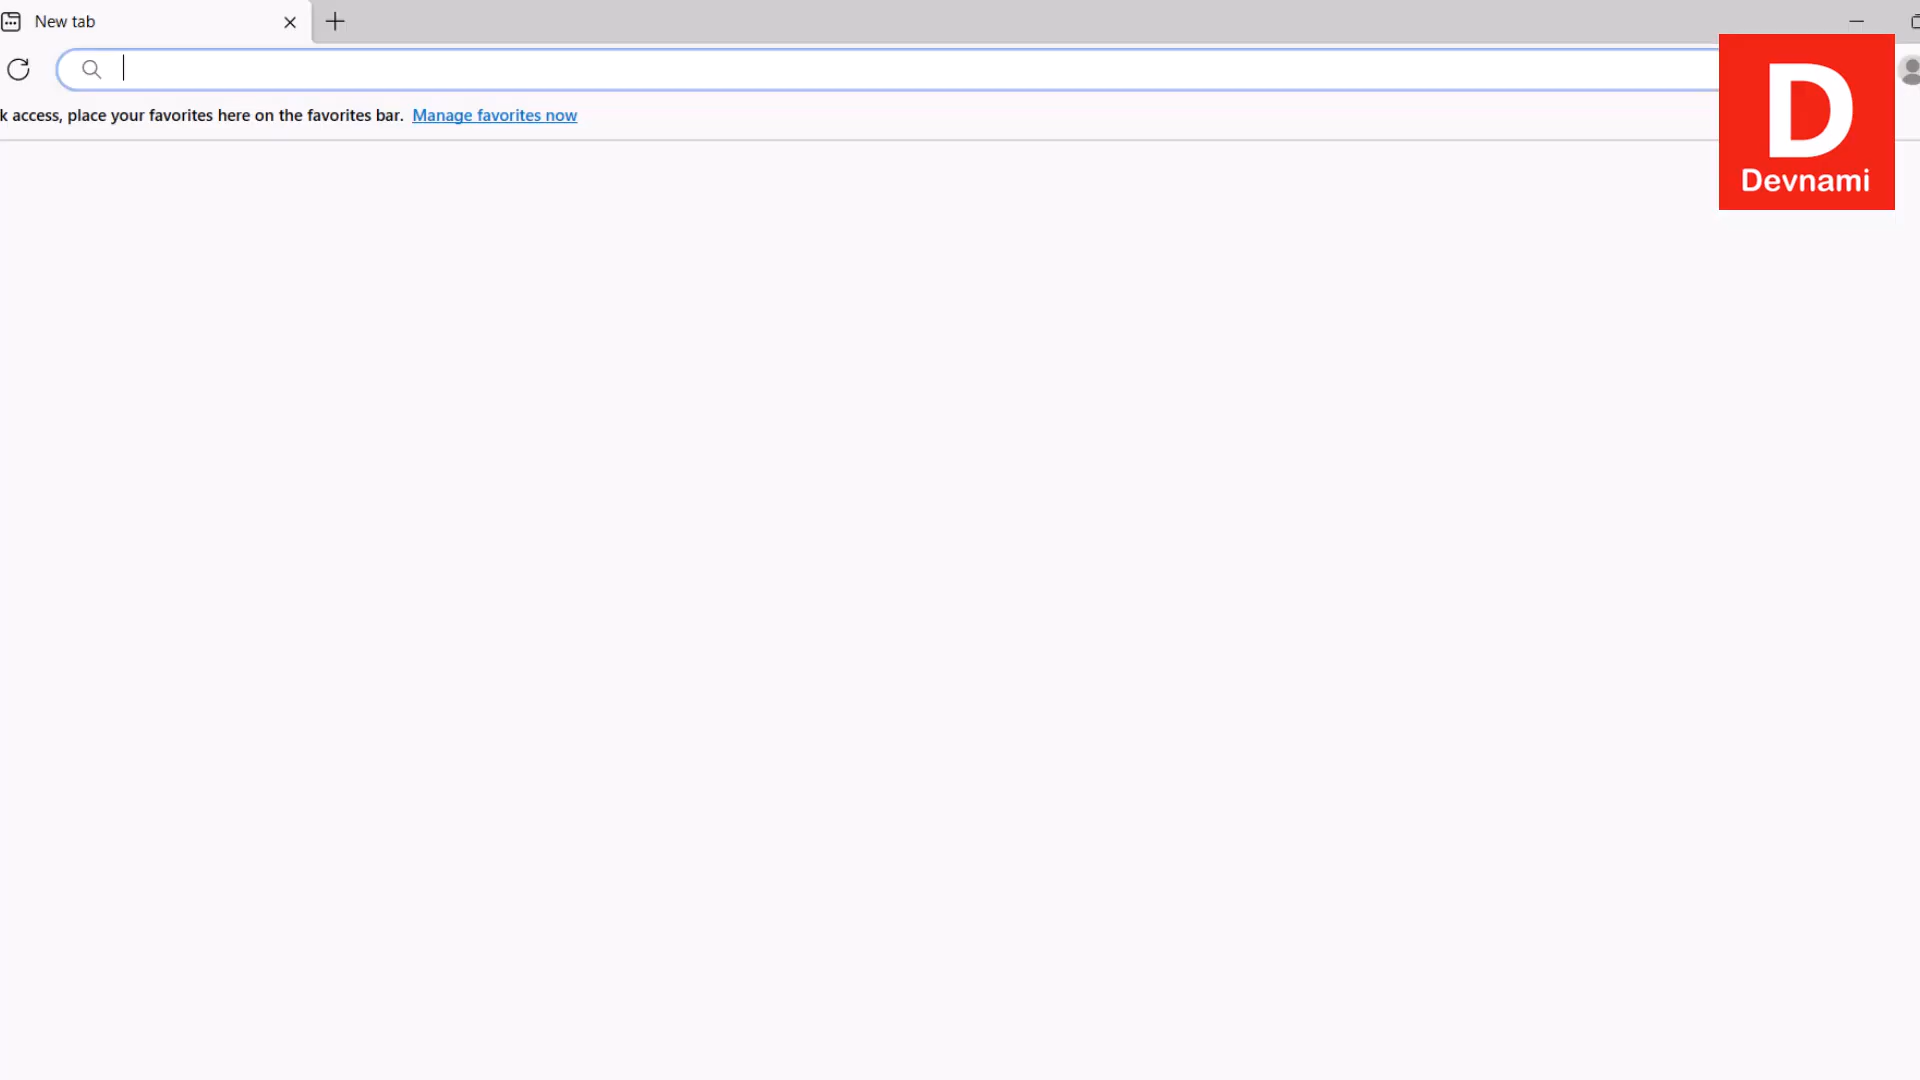 New tab
k access, place your favorites here on the favorites bar. Manage favorites now
D
Devnami